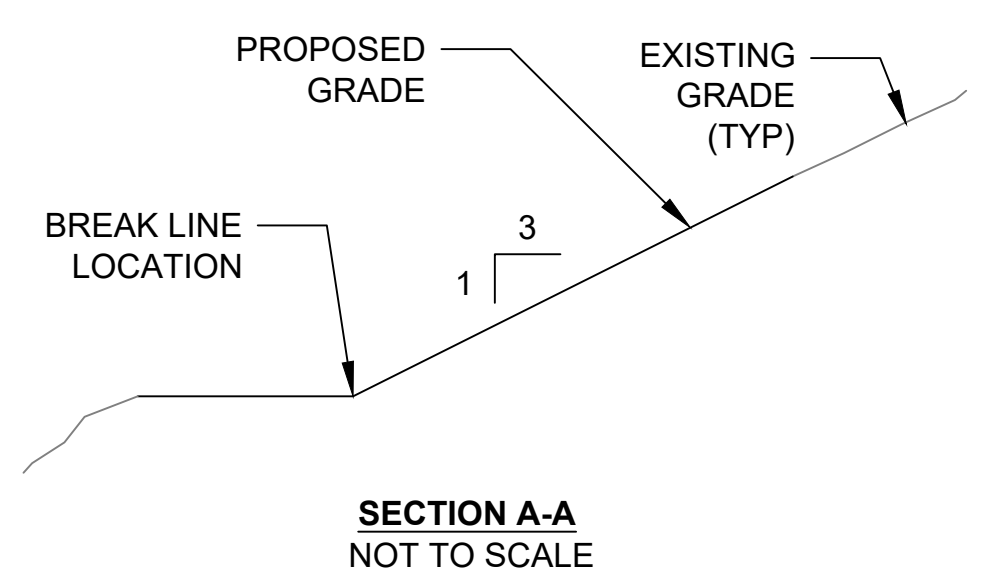 PROPOSED
GRADE
EXISTING
GRADE
(TYP)
BREAK LINE
LOCATION
3
1
SECTION A-A
NOT TO SCALE